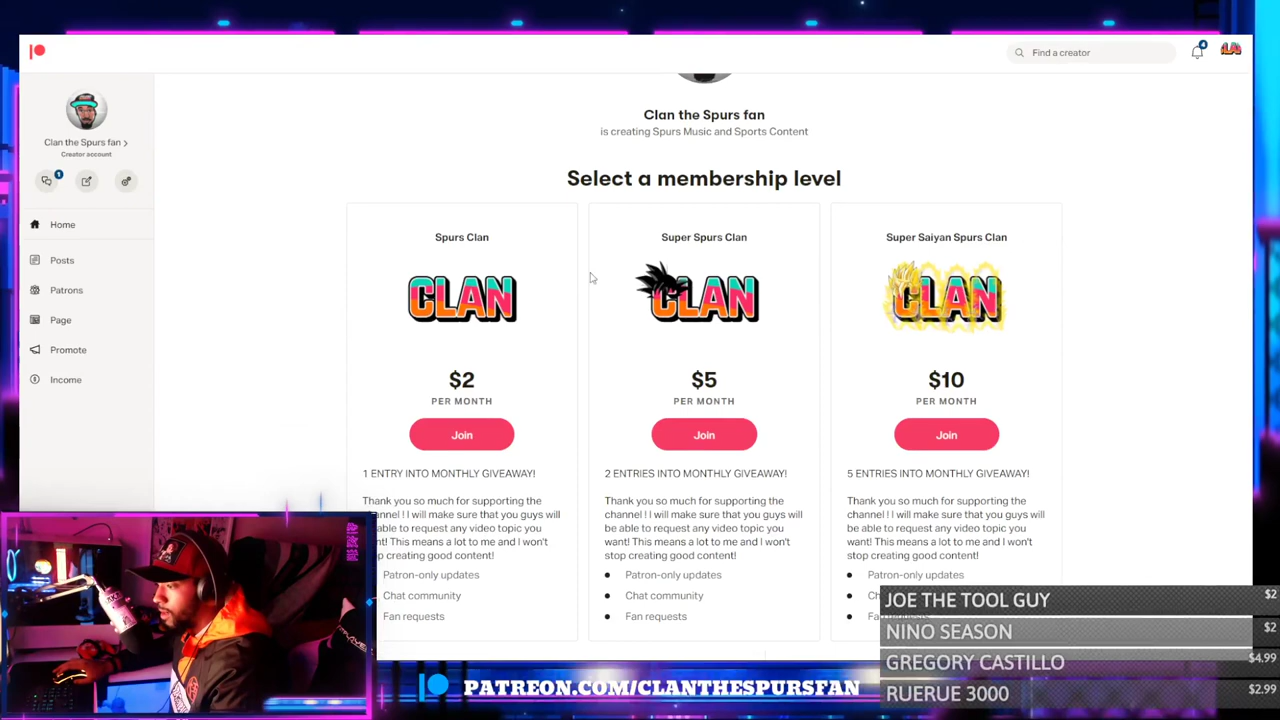 Find a creator
4
CLAN
Clan the Spurs fan >
Creator account
1
Home
Posts
Patrons
Page
Promote
Income
Clan the Spurs fan
is creating Spurs Music and Sports Content
Select a membership level
Spurs Clan
CLAN
$2
PER MONTH
Join
1 ENTRY INTO MONTHLY GIVEAWAY!
Thank you so much for supporting the
! I will make sure that you guys will
able to request any video topic you
This means a lot to me and I won't
creating good content!
Patron-only updates
Chat community
Fan requests
Super Spurs Clan
CLAN
$5
PER MONTH
Join
2 ENTRIES INTO MONTHLY GIVEAWAY!
Thank you so much for supporting the
channel ! I will make sure that you guys will
be able to request any video topic you
want! This means a lot to me and I won't
stop creating good content!
Patron-only updates
Chat community
Fan requests
Super Saiyan Spurs Clan
CLAN
$10
PER MONTH
Join
5 ENTRIES INTO MONTHLY GIVEAWAY!
Thank you so much for supporting the
channel ! I will make sure that you guys will
be able to request any video topic you
want! This means a lot to me and I won't
stop creating good content!
Patron-only updates
JOE THE TOOL GUY $2
NINO SEASON $2
GREGORY CASTILLO $4.99
RUERUE 3000 $2.99
PATREON.COM/CLANTHESPURSFAN